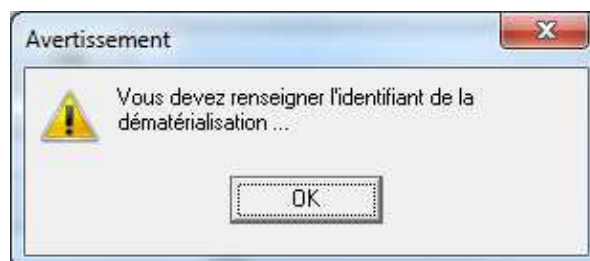 Avertissement
Vous devez renseigner l'identifiant de la
dématérialisation ...
OK